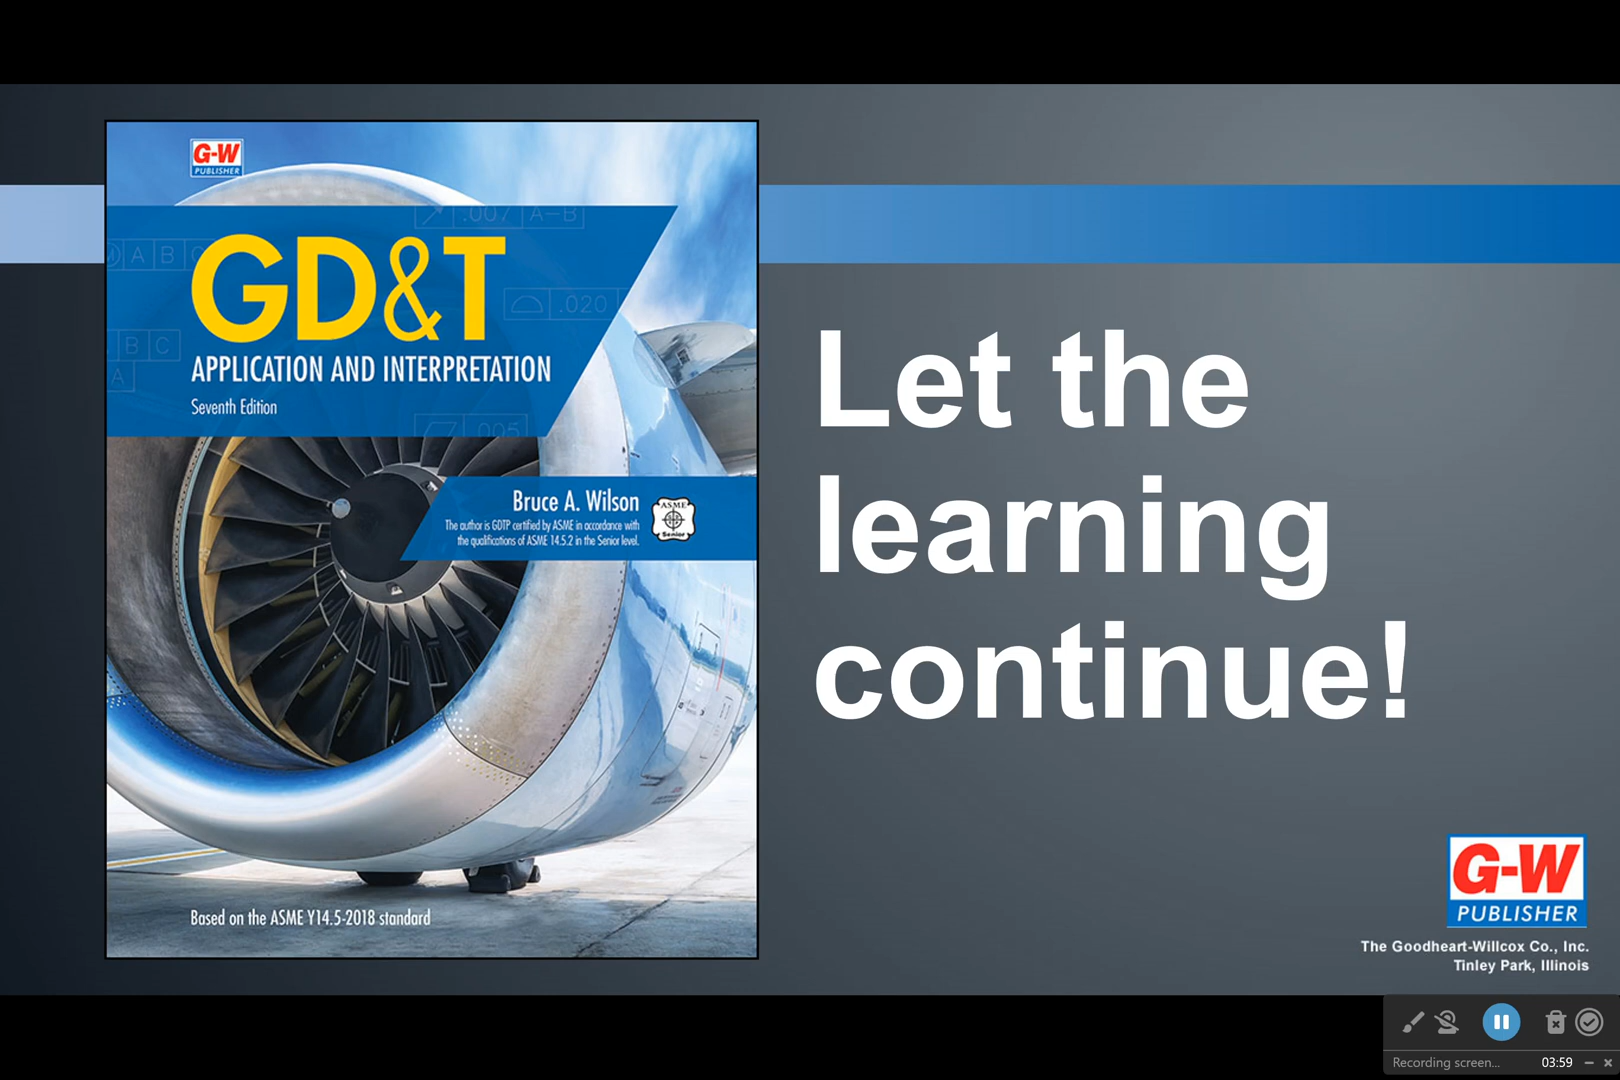 G-W
PUBLISHER
.007 A-B
A B C
GD&T
.020
B C
A
APPLICATION AND INTERPRETATION
Seventh Edition
.005
Bruce A. Wilson
The author is GDTP certified by ASME in accordance with
the qualifications of ASME 14.5.2 in the Senior level.
ASME
Senior
Based on the ASME Y14.5-2018 standard
Let the
learning
continue!
G-W
PUBLISHER
The Goodheart-Willcox Co., Inc.
Tinley Park, Illinois
Recording screen...
03:59